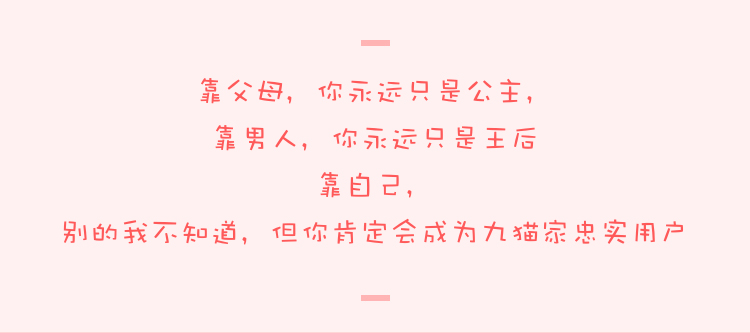 靠父母，你永远只是公主，
靠男人，你永远只是王后
靠自己，
别的我不知道，但你肯定会成为九猫家忠实用户